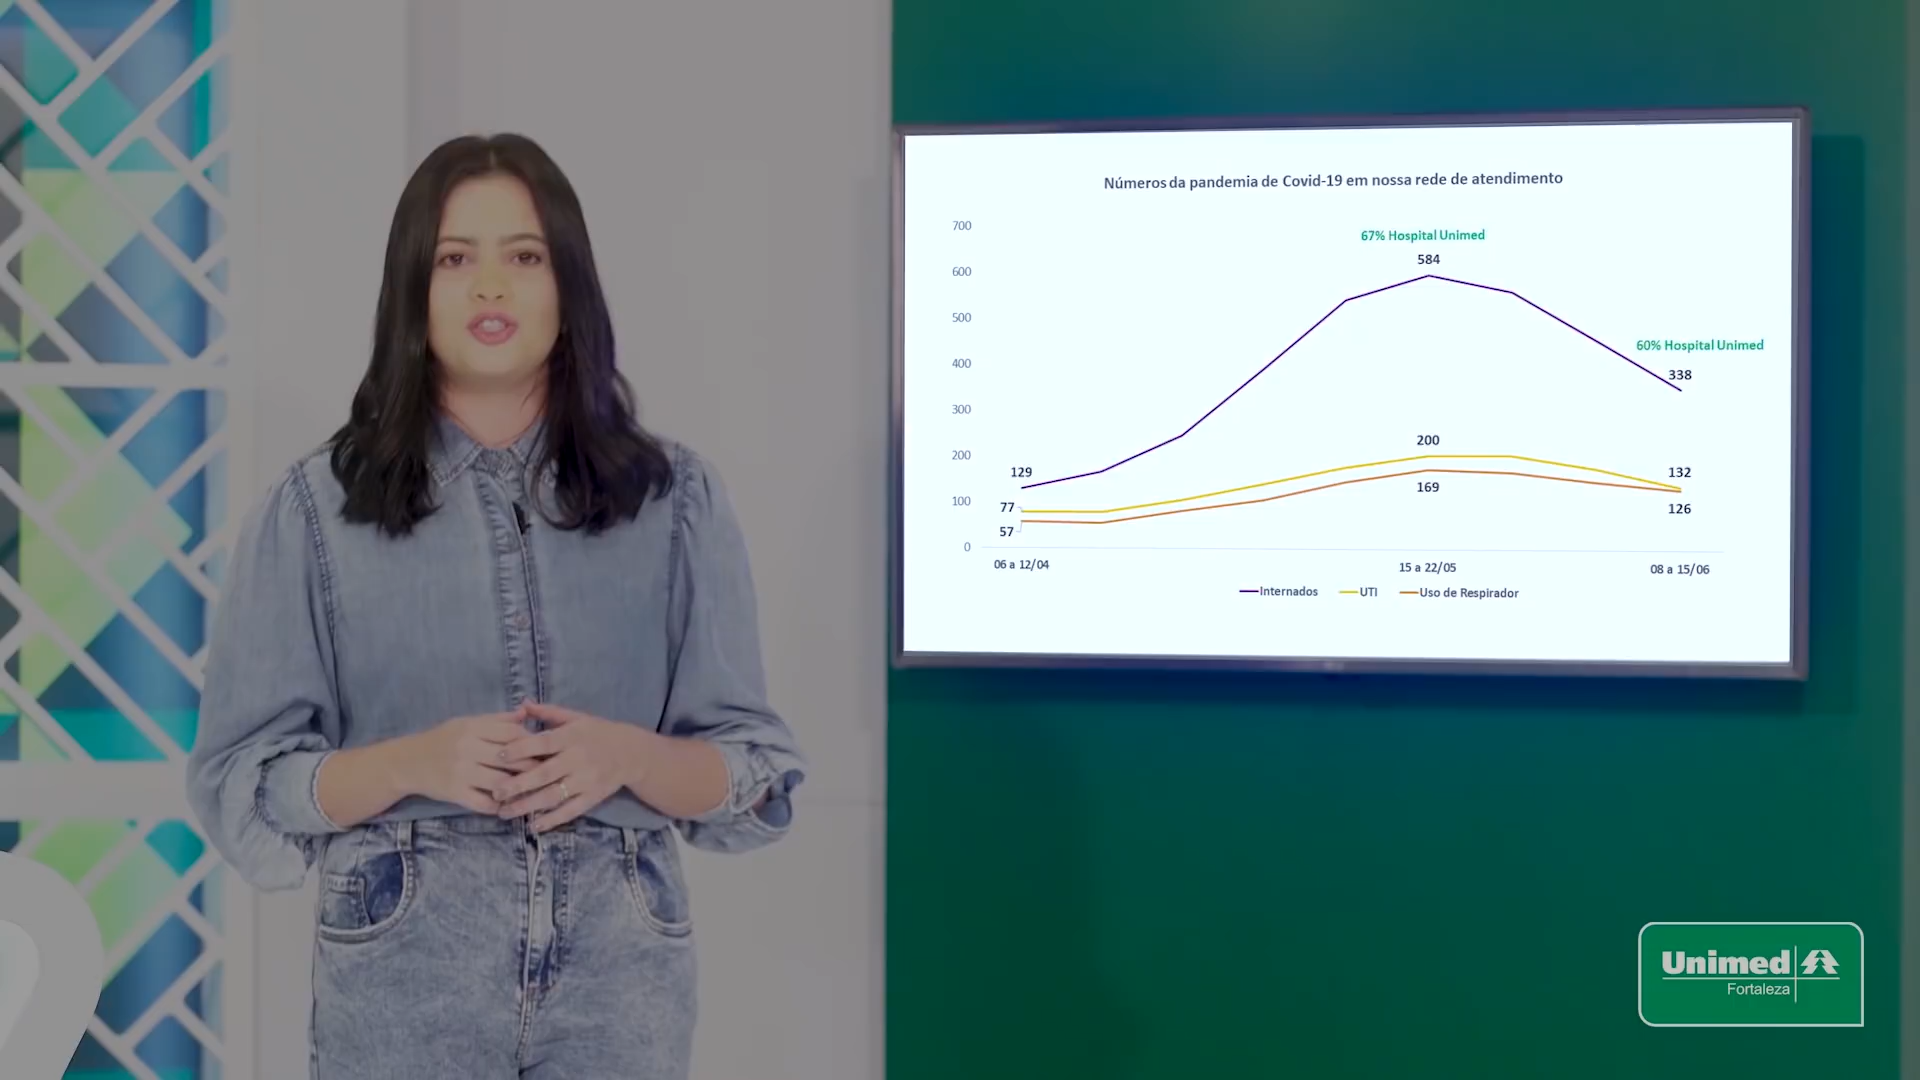 Números da pandemia de Covid-19 em nossa rede de atendimento
700
67% Hospital Unimed
584
600
500
60% Hospital Unimed
400
338
300
200
200
129
132
169
100
77
126
57
0
06 a 12/04
15 a 22/05
08 a 15/06
Internados
UTI
Uso de Respirador
Unimed
Fortaleza